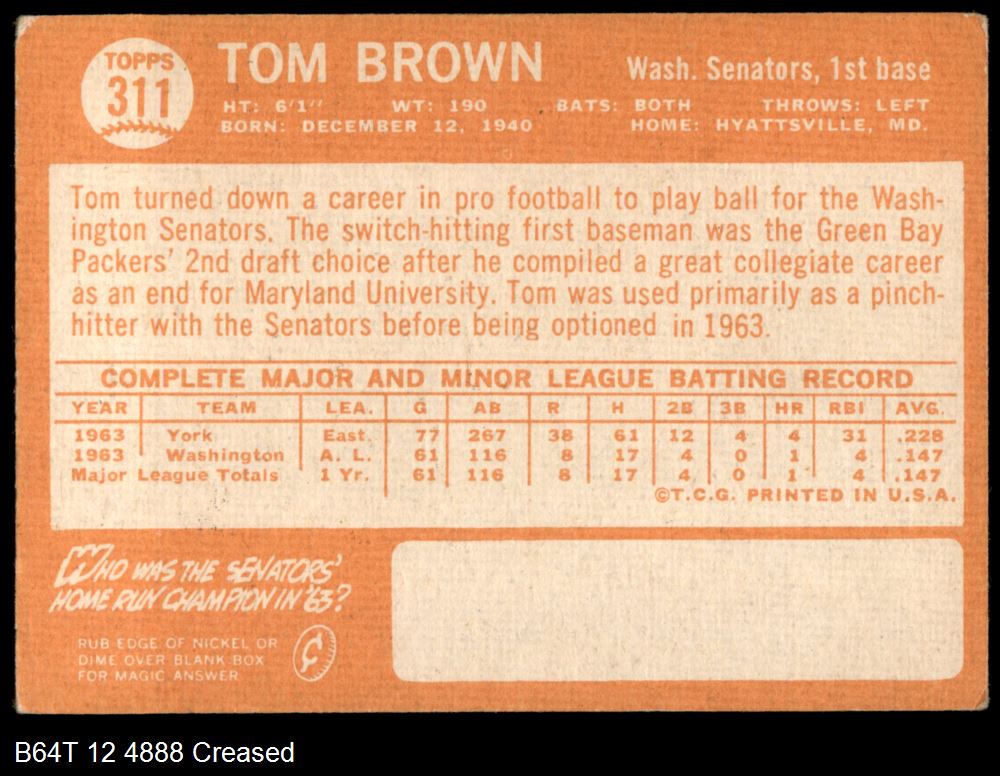 TOPPS
311
TOM BROWN
Wash. Senators, 1st base
HT: 6'1" WT: 190 BATS: BOTH THROWS: LEFT
BORN: DECEMBER 12, 1940 HOME: HYATTSVILLE, MD.
Tom turned down a career in pro football to play ball for the Wash-
ington Senators. The switch-hitting first baseman was the Green Bay
Packers' 2nd draft choice after he compiled a great collegiate career
as an end for Maryland University. Tom was used primarily as a pinch-
hitter with the Senators before being optioned in 1963.
COMPLETE MAJOR AND MINOR LEAGUE BATTING RECORD
YEAR TEAM LEA. G AB R H 2B 3B HR RBI AVG.
1963 York East. 77 267 38 61 12 4 4 31 .228
1963 Washington A. L. 61 116 8 17 4 0 1 4 .147
Major League Totals 1 Yr. 61 116 8 17 4 0 1 4 .147
©T.C.G. PRINTED IN U.S.A.
WHO WAS THE SENATORS'
HOME RUN CHAMPION IN '63?
RUB EDGE OF NICKEL OR
DIME OVER BLANK BOX
FOR MAGIC ANSWER
¢
B64T 12 4888 Creased